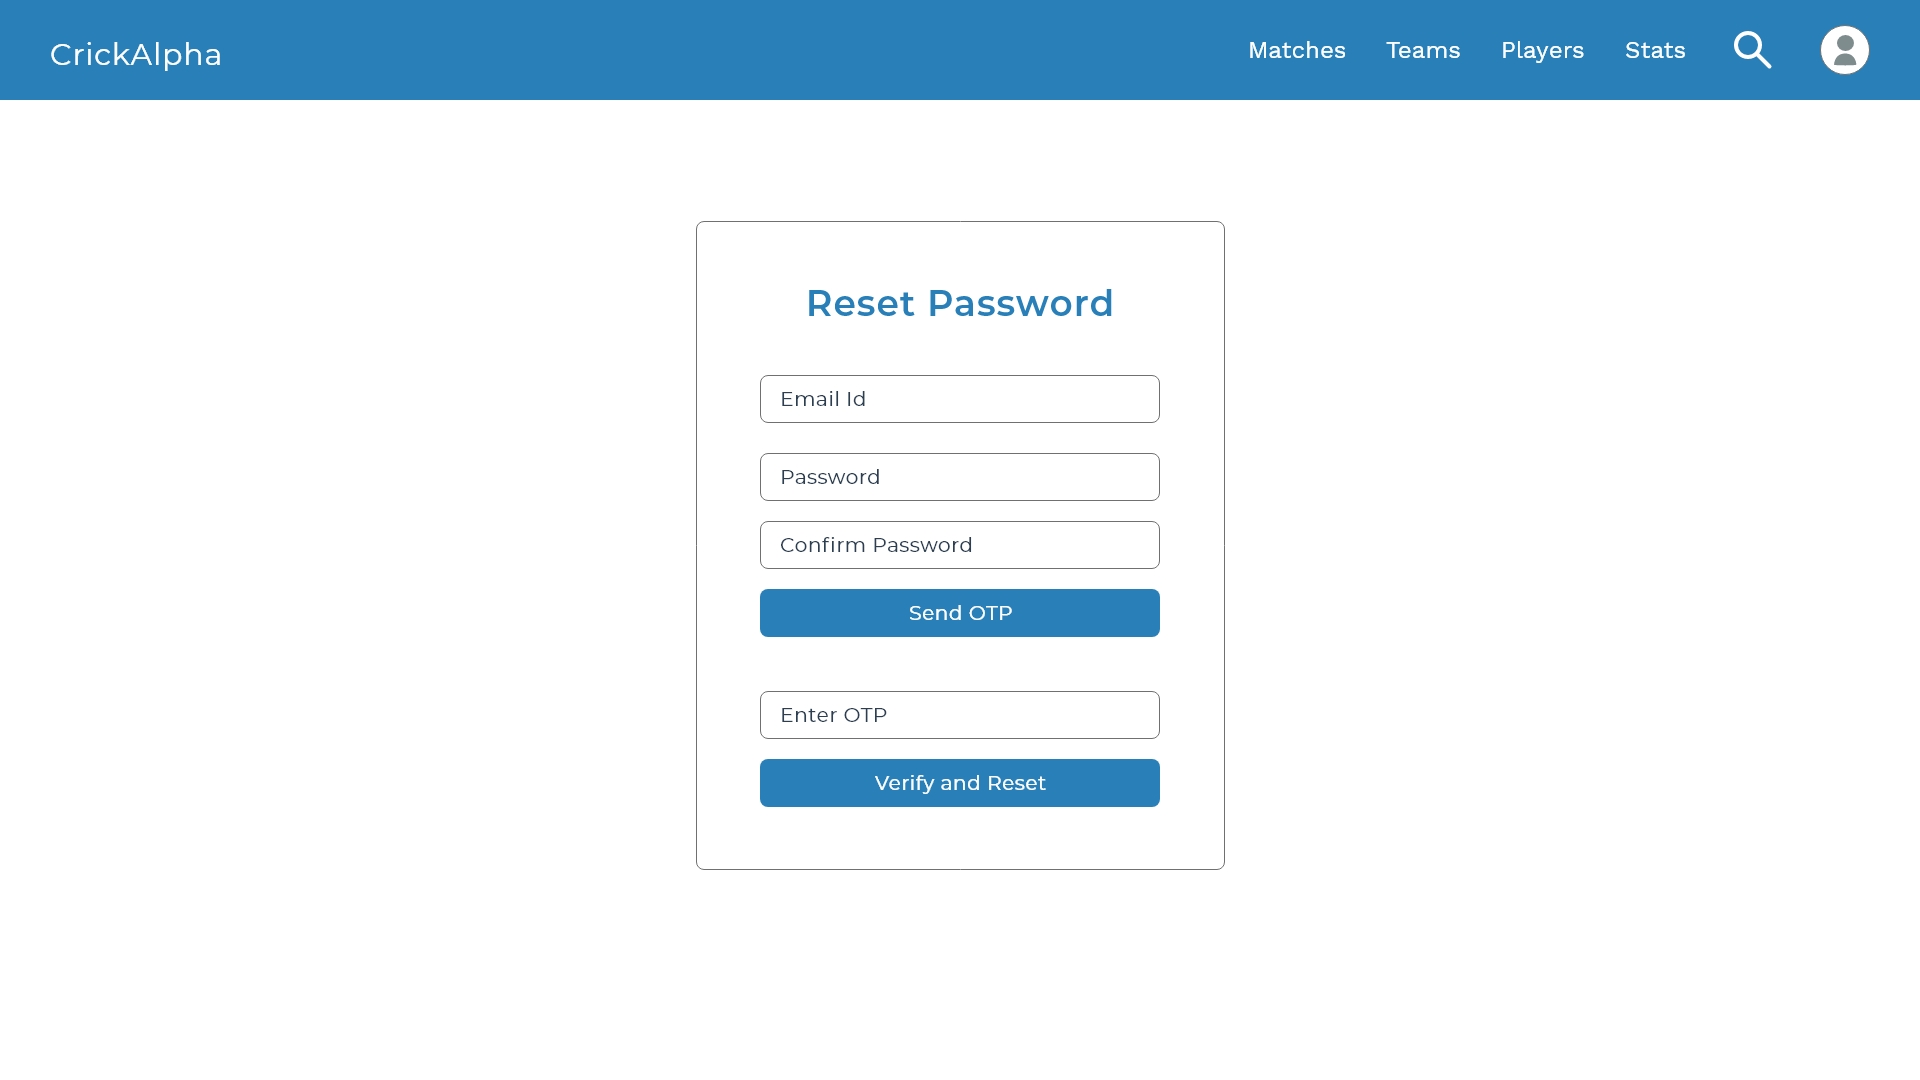 CrickAlpha
Matches Teams Players Stats
Reset Password
Email Id
Password
Confirm Password
Send OTP
Enter OTP
Verify and Reset